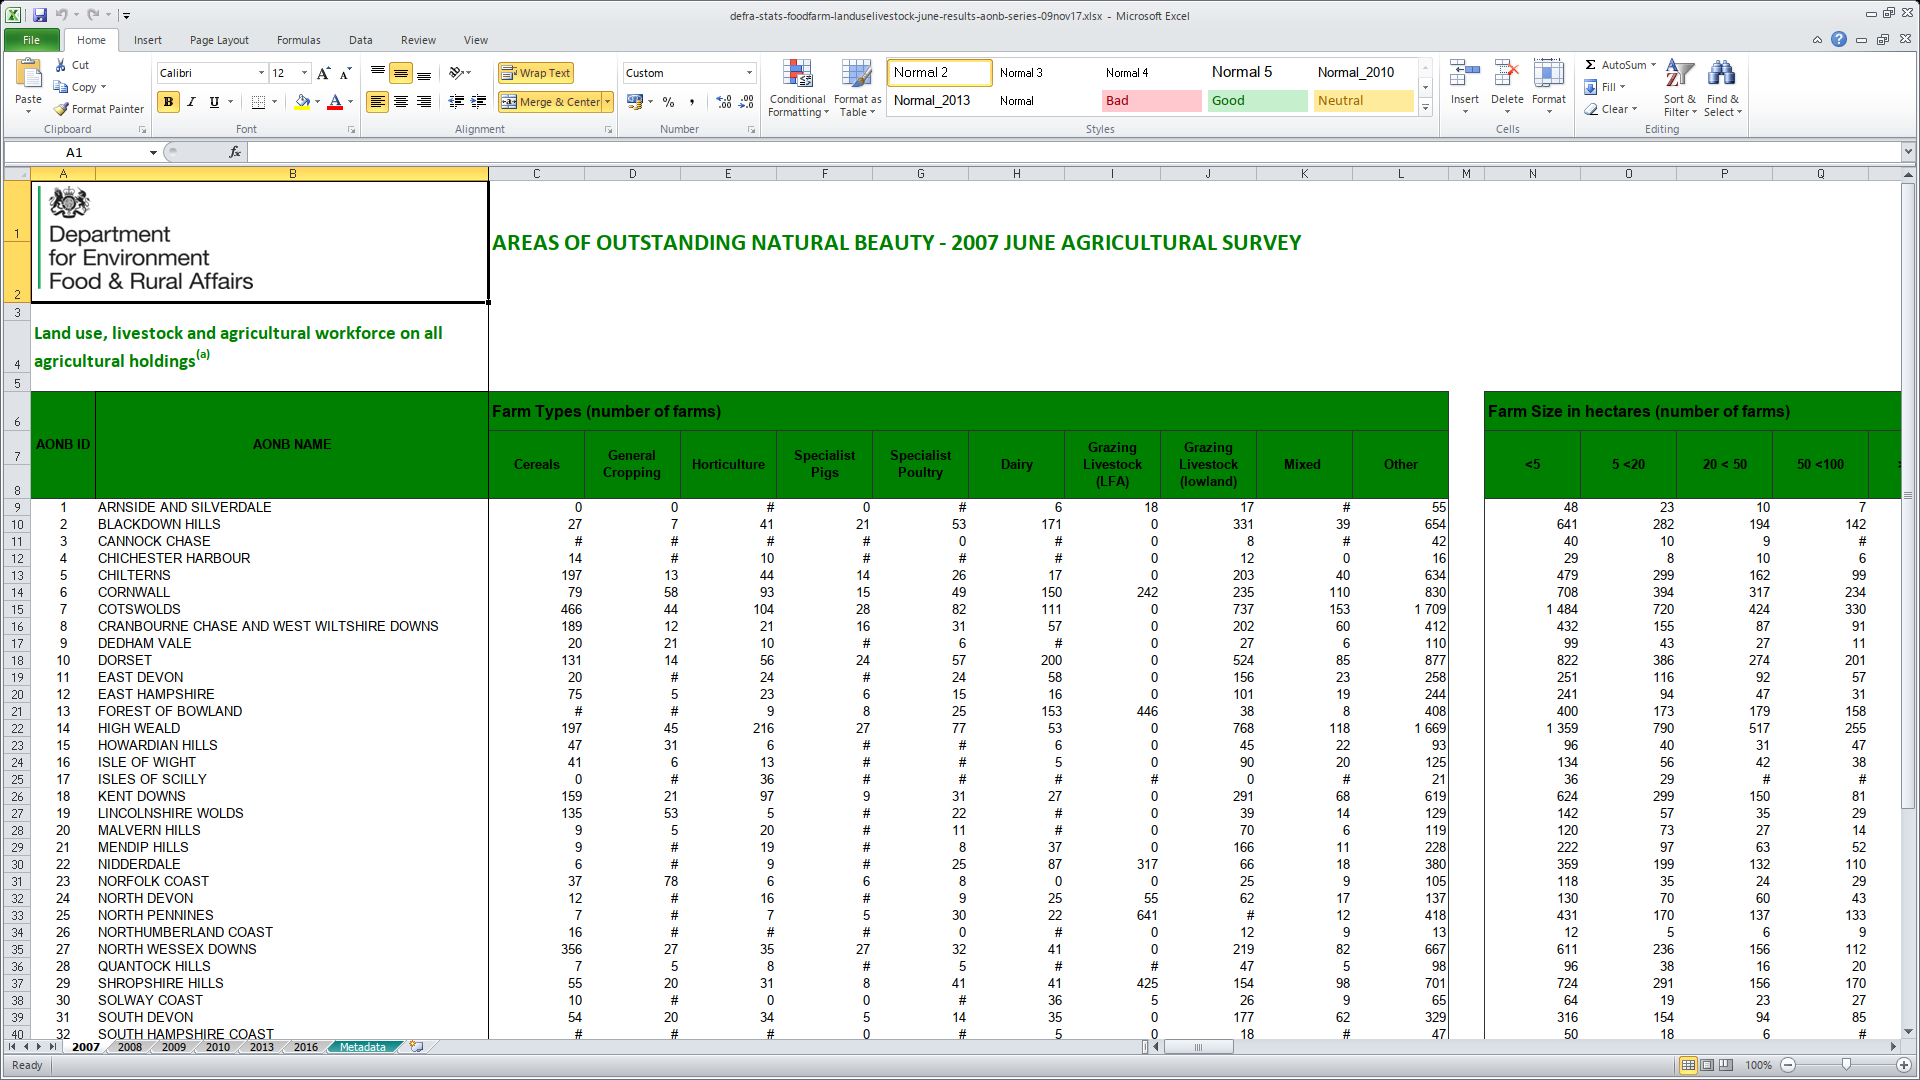 defra-stats-foodfarm-landuselivestock-june-results-aonb-series-09nov17.xlsx - Microsoft Excel
File Home Insert Page Layout Formulas Data Review View
Cut
Copy
Format Painter
Paste
Clipboard
Calibri 12
B I U
Font
Wrap Text
Merge & Center
Alignment
Custom
% ,
Number
Conditional Formatting
Format as Table
Normal 2 Normal 3 Normal 4 Normal 5 Normal_2010
Normal_2013 Normal Bad Good Neutral
Styles
Insert Delete Format
Cells
Σ AutoSum
Fill
Clear
Sort & Filter
Find & Select
Editing
A1 fx
A B C D E F G H I J K L M N O P Q
Department
for Environment
Food & Rural Affairs
AREAS OF OUTSTANDING NATURAL BEAUTY - 2007 JUNE AGRICULTURAL SURVEY
Land use, livestock and agricultural workforce on all
agricultural holdings(a)
Farm Types (number of farms) Farm Size in hectares (number of farms)
AONB ID AONB NAME Cereals General Cropping Horticulture Specialist Pigs Specialist Poultry Dairy Grazing Livestock (LFA) Grazing Livestock (lowland) Mixed Other <5 5 <20 20 < 50 50 <100
9 1 ARNSIDE AND SILVERDALE 0 0 # 0 # 6 18 17 # 55 48 23 10 7
10 2 BLACKDOWN HILLS 27 7 41 21 53 171 0 331 39 654 641 282 194 142
11 3 CANNOCK CHASE # # # # 0 # 0 8 # 42 40 10 9 #
12 4 CHICHESTER HARBOUR 14 # 10 # # # 0 12 0 16 29 8 10 6
13 5 CHILTERNS 197 13 44 14 26 17 0 203 40 634 479 299 162 99
14 6 CORNWALL 79 58 93 15 49 150 242 235 110 830 708 394 317 234
15 7 COTSWOLDS 466 44 104 28 82 111 0 737 153 1 709 1 484 720 424 330
16 8 CRANBOURNE CHASE AND WEST WILTSHIRE DOWNS 189 12 21 16 31 57 0 202 60 412 432 155 87 91
17 9 DEDHAM VALE 20 21 10 # 6 # 0 27 6 110 99 43 27 11
18 10 DORSET 131 14 56 24 57 200 0 524 85 877 822 386 274 201
19 11 EAST DEVON 20 # 24 # 24 58 0 156 23 258 251 116 92 57
20 12 EAST HAMPSHIRE 75 5 23 6 15 16 0 101 19 244 241 94 47 31
21 13 FOREST OF BOWLAND # # 9 8 25 153 446 38 8 408 400 173 179 158
22 14 HIGH WEALD 197 45 216 27 77 53 0 768 118 1 669 1 359 790 517 255
23 15 HOWARDIAN HILLS 47 31 6 # # 6 0 45 22 93 96 40 31 47
24 16 ISLE OF WIGHT 41 6 13 # # 5 0 90 20 125 134 56 42 38
25 17 ISLES OF SCILLY 0 # 36 # # # # 0 # 21 36 29 # #
26 18 KENT DOWNS 159 21 97 9 31 27 0 291 68 619 624 299 150 81
27 19 LINCOLNSHIRE WOLDS 135 53 5 # 22 # 0 39 14 129 142 57 35 29
28 20 MALVERN HILLS 9 5 20 # 11 # 0 70 6 119 120 73 27 14
29 21 MENDIP HILLS 9 # 19 # 8 37 0 166 11 228 222 97 63 52
30 22 NIDDERDALE 6 # 9 # 25 87 317 66 18 380 359 199 132 110
31 23 NORFOLK COAST 37 78 6 6 8 0 0 25 9 105 118 35 24 29
32 24 NORTH DEVON 12 # 16 # 9 25 55 62 17 137 130 70 60 43
33 25 NORTH PENNINES 7 # 7 5 30 22 641 # 12 418 431 170 137 133
34 26 NORTHUMBERLAND COAST 16 # # # 0 # 0 12 9 13 12 5 6 9
35 27 NORTH WESSEX DOWNS 356 27 35 27 32 41 0 219 82 667 611 236 156 112
36 28 QUANTOCK HILLS 7 5 8 # 5 # # 47 5 98 96 38 16 20
37 29 SHROPSHIRE HILLS 55 20 31 8 41 41 425 154 98 701 724 291 156 170
38 30 SOLWAY COAST 10 # 0 0 # 36 5 26 9 65 64 19 23 27
39 31 SOUTH DEVON 54 20 34 5 14 35 0 177 62 329 316 154 94 85
40 32 SOUTH HAMPSHIRE COAST # # # 0 # 5 0 18 # 47 50 18 6 #
2007 2008 2009 2010 2013 2016 Metadata
Ready 100%